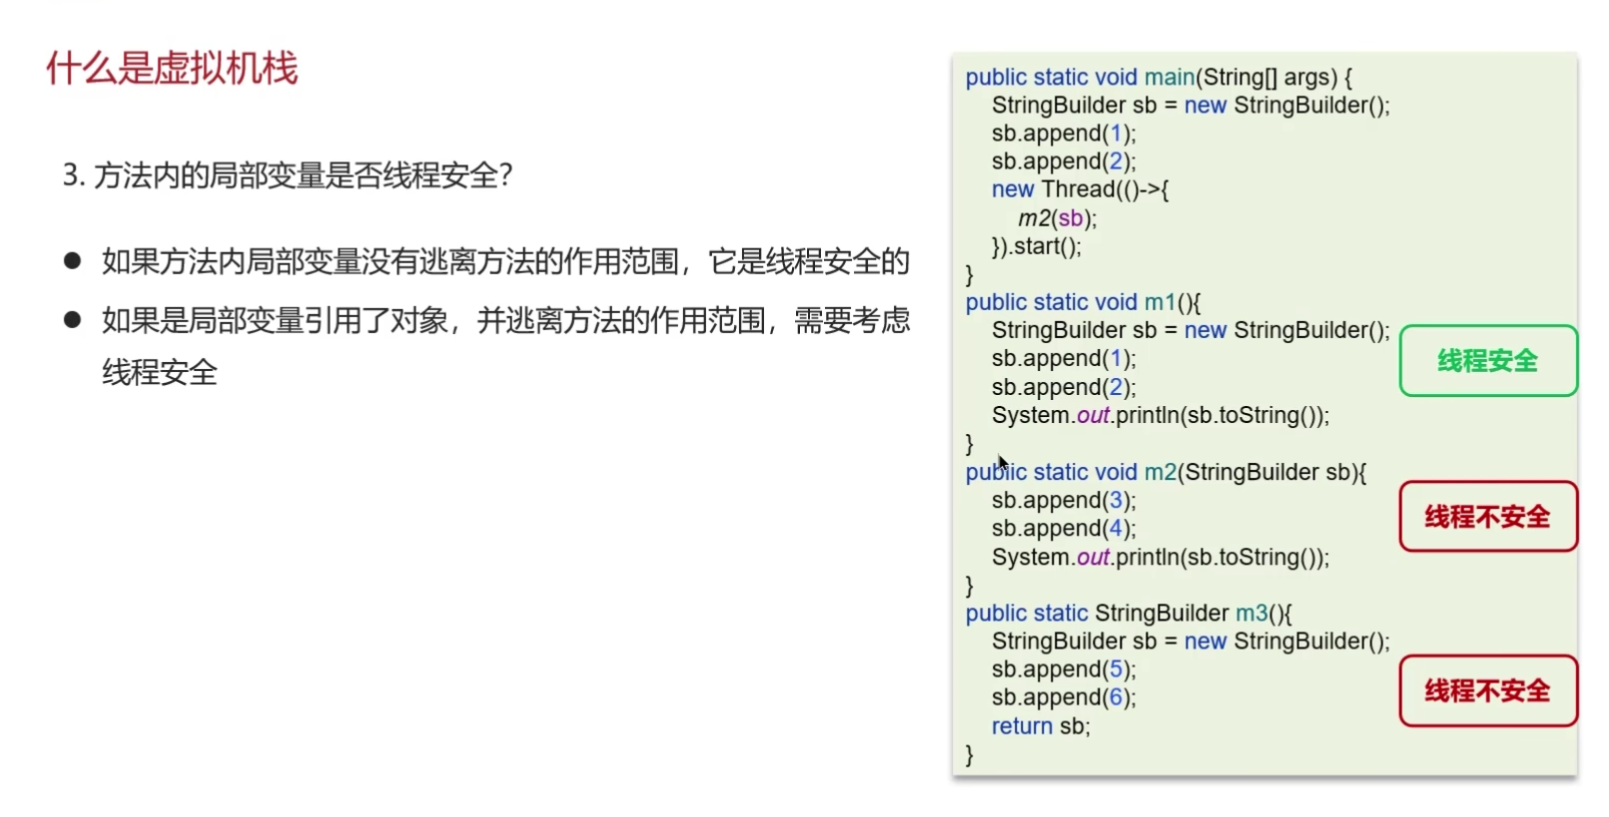 什么是虚拟机栈
3. 方法内的局部变量是否线程安全?
● 如果方法内局部变量没有逃离方法的作用范围，它是线程安全的
● 如果是局部变量引用了对象，并逃离方法的作用范围，需要考虑
线程安全
public static void main(String[] args) {
StringBuilder sb = new StringBuilder();
sb.append(1);
sb.append(2);
new Thread(()->{
m2(sb);
}).start();
}
public static void m1(){
StringBuilder sb = new StringBuilder();
sb.append(1);
sb.append(2);
System.out.println(sb.toString());
}
线程安全
public static void m2(StringBuilder sb){
sb.append(3);
sb.append(4);
System.out.println(sb.toString());
}
线程不安全
public static StringBuilder m3(){
StringBuilder sb = new StringBuilder();
sb.append(5);
sb.append(6);
return sb;
}
线程不安全